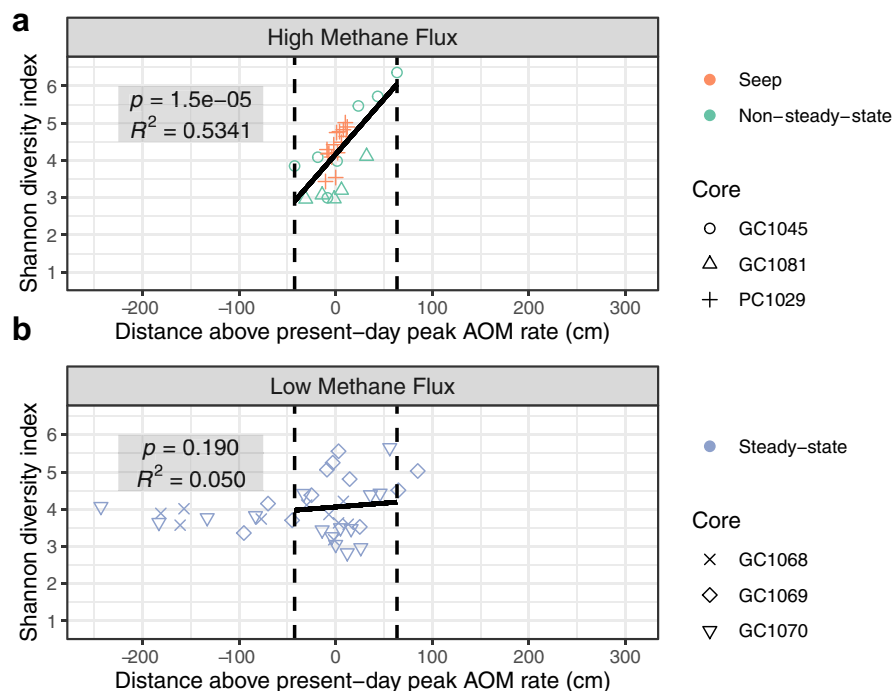 a
High Methane Flux
Shannon diversity index
6
5
4
3
2
1
p = 1.5e−05
R² = 0.5341
−200 −100 0 100 200 300
Distance above present−day peak AOM rate (cm)
Seep
Non−steady−state
Core
GC1045
GC1081
PC1029
b
Low Methane Flux
Shannon diversity index
6
5
4
3
2
1
p = 0.190
R² = 0.050
−200 −100 0 100 200 300
Distance above present−day peak AOM rate (cm)
Steady−state
Core
GC1068
GC1069
GC1070